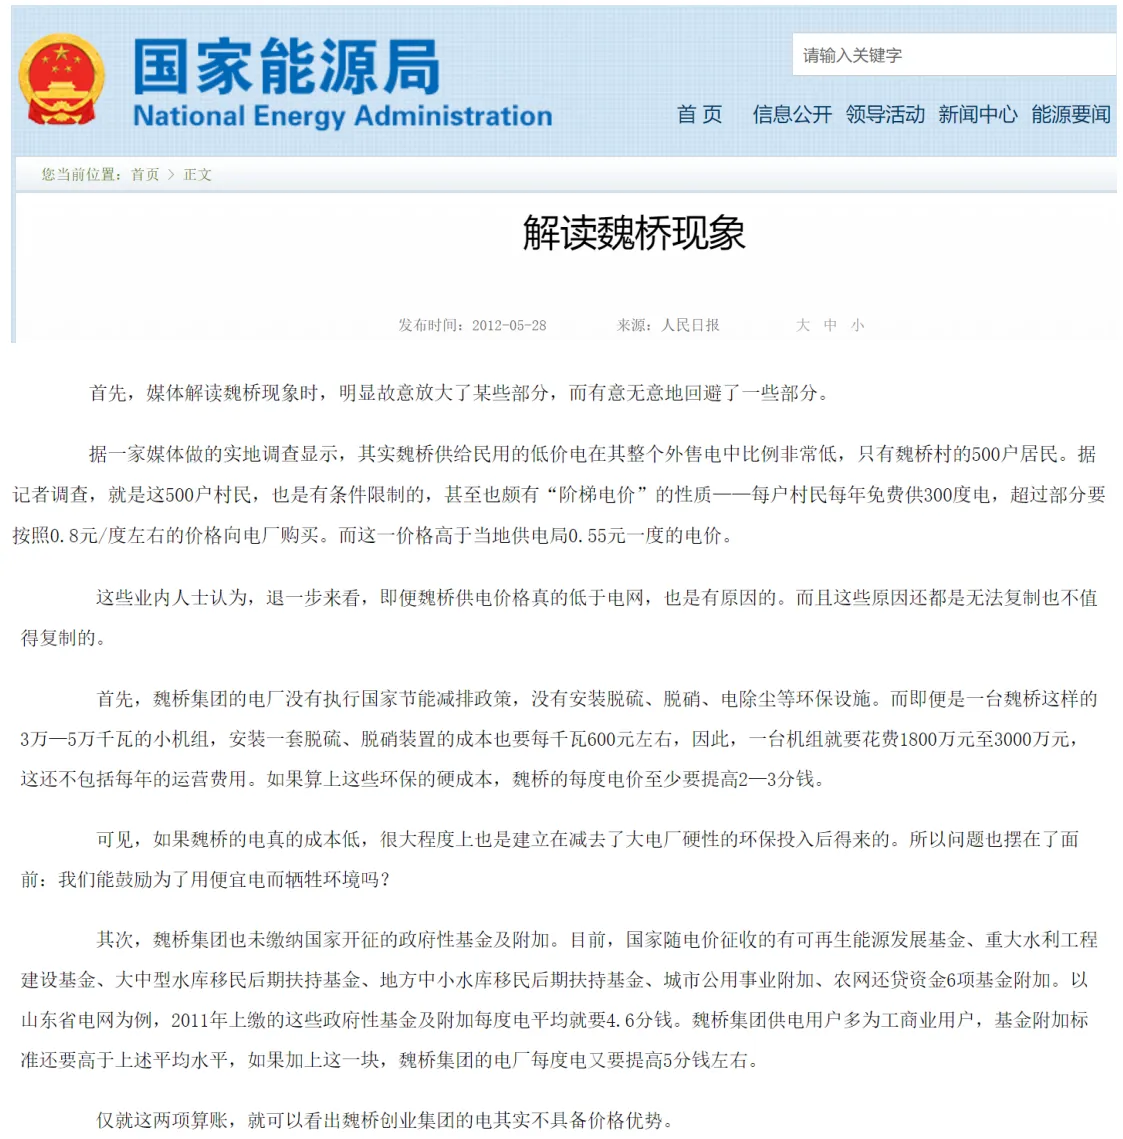 国家能源局
National Energy Administration
请输入关键字
首 页 信息公开 领导活动 新闻中心 能源要闻
您当前位置：首页 > 正文
解读魏桥现象
发布时间：2012-05-28 来源：人民日报 大 中 小
首先，媒体解读魏桥现象时，明显故意放大了某些部分，而有意无意地回避了一些部分。
据一家媒体做的实地调查显示，其实魏桥供给民用的低价电在其整个外售电中比例非常低，只有魏桥村的500户居民。据
记者调查，就是这500户村民，也是有条件限制的，甚至也颇有“阶梯电价”的性质——每户村民每年免费供300度电，超过部分要
按照0.8元/度左右的价格向电厂购买。而这一价格高于当地供电局0.55元一度的电价。
这些业内人士认为，退一步来看，即便魏桥供电价格真的低于电网，也是有原因的。而且这些原因还都是无法复制也不值
得复制的。
首先，魏桥集团的电厂没有执行国家节能减排政策，没有安装脱硫、脱硝、电除尘等环保设施。而即便是一台魏桥这样的
3万—5万千瓦的小机组，安装一套脱硫、脱硝装置的成本也要每千瓦600元左右，因此，一台机组就要花费1800万元至3000万元，
这还不包括每年的运营费用。如果算上这些环保的硬成本，魏桥的每度电价至少要提高2—3分钱。
可见，如果魏桥的电真的成本低，很大程度上也是建立在减去了大电厂硬性的环保投入后得来的。所以问题也摆在了面
前：我们能鼓励为了用便宜电而牺牲环境吗？
其次，魏桥集团也未缴纳国家开征的政府性基金及附加。目前，国家随电价征收的有可再生能源发展基金、重大水利工程
建设基金、大中型水库移民后期扶持基金、地方中小水库移民后期扶持基金、城市公用事业附加、农网还贷资金6项基金附加。以
山东省电网为例，2011年上缴的这些政府性基金及附加每度电平均就要4.6分钱。魏桥集团供电用户多为工商业用户，基金附加标
准还要高于上述平均水平，如果加上这一块，魏桥集团的电厂每度电又要提高5分钱左右。
仅就这两项算账，就可以看出魏桥创业集团的电其实不具备价格优势。